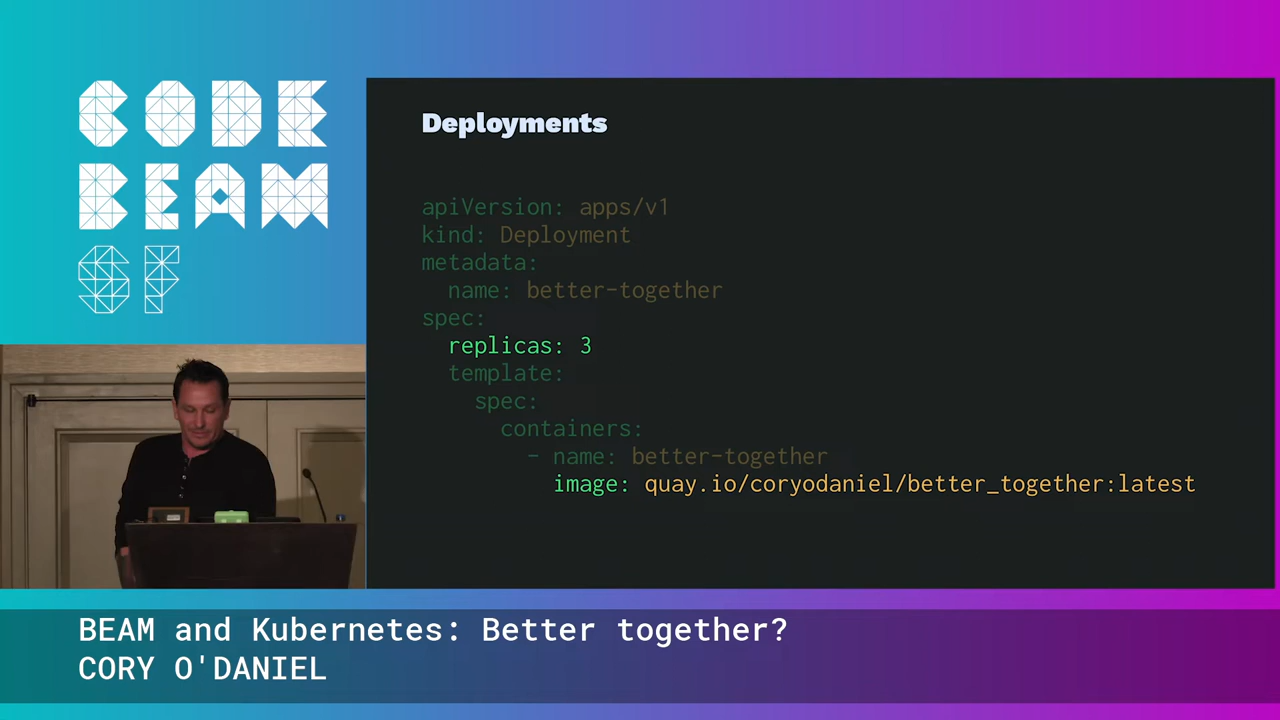 CODE
BEAM
SF
Deployments
apiVersion: apps/v1
kind: Deployment
metadata:
  name: better-together
spec:
  replicas: 3
  template:
    spec:
      containers:
        - name: better-together
          image: quay.io/coryodaniel/better_together:latest
BEAM and Kubernetes: Better together?
CORY O'DANIEL